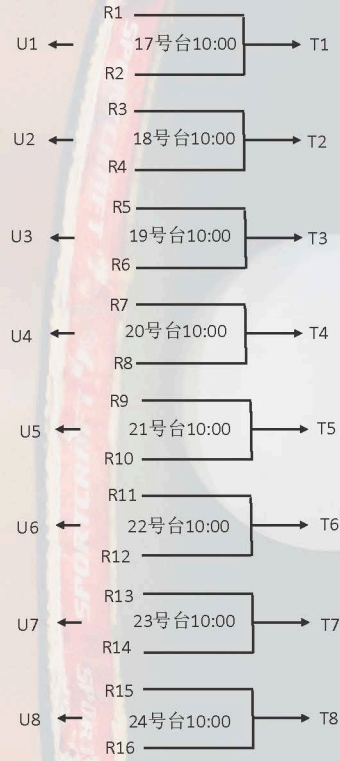 R1
U1 17号台10:00 T1
R2
R3
U2 18号台10:00 T2
R4
R5
U3 19号台10:00 T3
R6
R7
U4 20号台10:00 T4
R8
R9
U5 21号台10:00 T5
R10
R11
U6 22号台10:00 T6
R12
R13
U7 23号台10:00 T7
R14
R15
U8 24号台10:00 T8
R16
SPORTCRAFT
SPORT